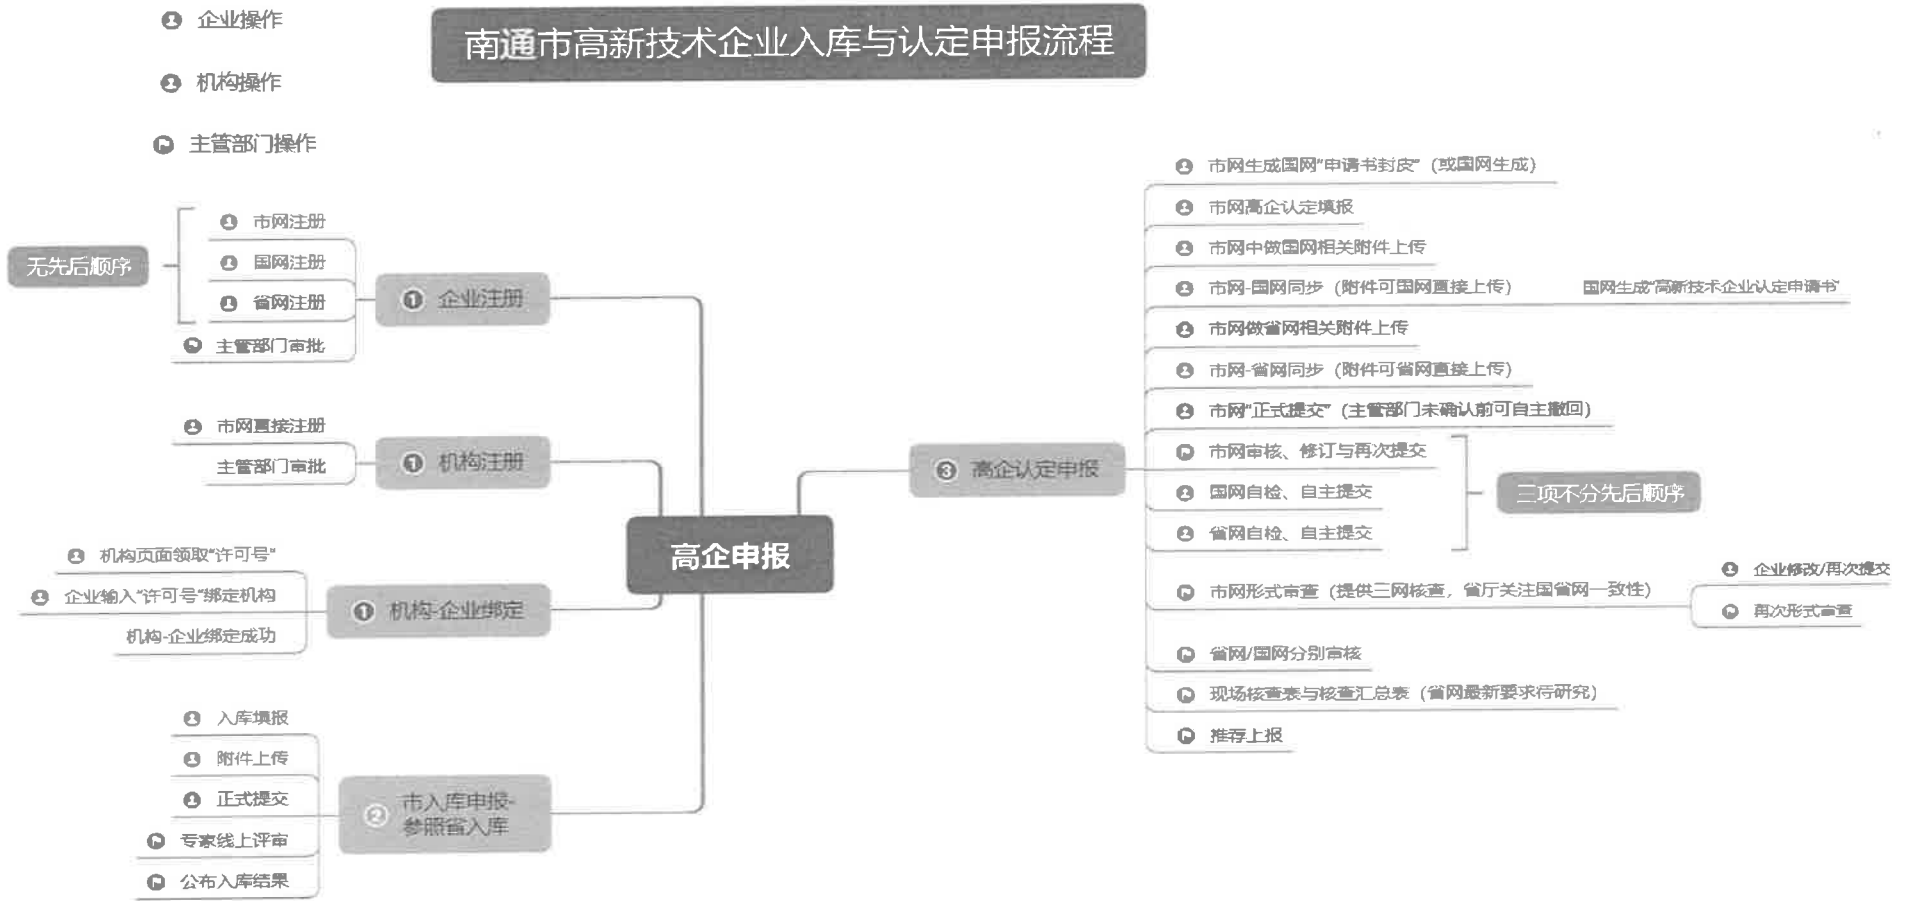 企业操作
机构操作
主管部门操作
南通市高新技术企业入库与认定申报流程
无先后顺序
市网注册
国网注册
省网注册
主管部门审批
1 企业注册
市网直接注册
主管部门审批
1 机构注册
机构页面领取"许可号"
企业输入"许可号"绑定机构
机构-企业绑定成功
1 机构-企业绑定
入库填报
附件上传
正式提交
专家线上评审
公布入库结果
2 市入库申报-
参照省入库
高企申报
3 高企认定申报
市网生成国网"申请书封皮"（或国网生成）
市网高企认定填报
市网中做国网相关附件上传
市网-国网同步（附件可国网直接上传）
国网生成"高新技术企业认定申请书"
市网做省网相关附件上传
市网-省网同步（附件可省网直接上传）
市网"正式提交"（主管部门未确认前可自主撤回）
市网审核、修订与再次提交
国网自检、自主提交
省网自检、自主提交
三项不分先后顺序
市网形式审查（提供三网核查，省厅关注国省网一致性）
企业修改/再次提交
再次形式审查
省网/国网分别审核
现场核查表与核查汇总表（省网最新要求待研究）
推荐上报